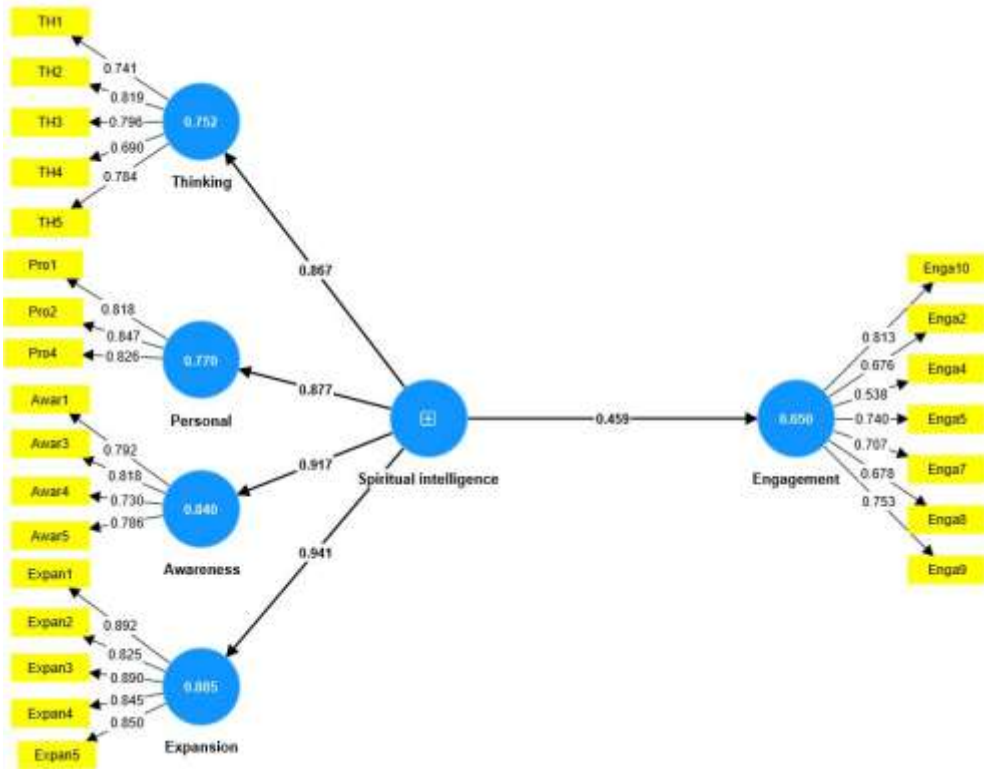 TH1
TH2
TH3
TH4
TH5
0.741
0.819
0.796
0.690
0.784
0.752
Thinking
Pro1
Pro2
Pro4
0.818
0.847
0.826
0.770
Personal
Awar1
Awar3
Awar4
Awar5
0.792
0.818
0.730
0.786
0.840
Awareness
Expan1
Expan2
Expan3
Expan4
Expan5
0.892
0.825
0.890
0.845
0.850
0.885
Expansion
0.867
0.877
0.917
0.941
Spiritual intelligence
0.459
0.650
Engagement
0.813
0.676
0.538
0.740
0.707
0.678
0.753
Enga10
Enga2
Enga4
Enga5
Enga7
Enga8
Enga9